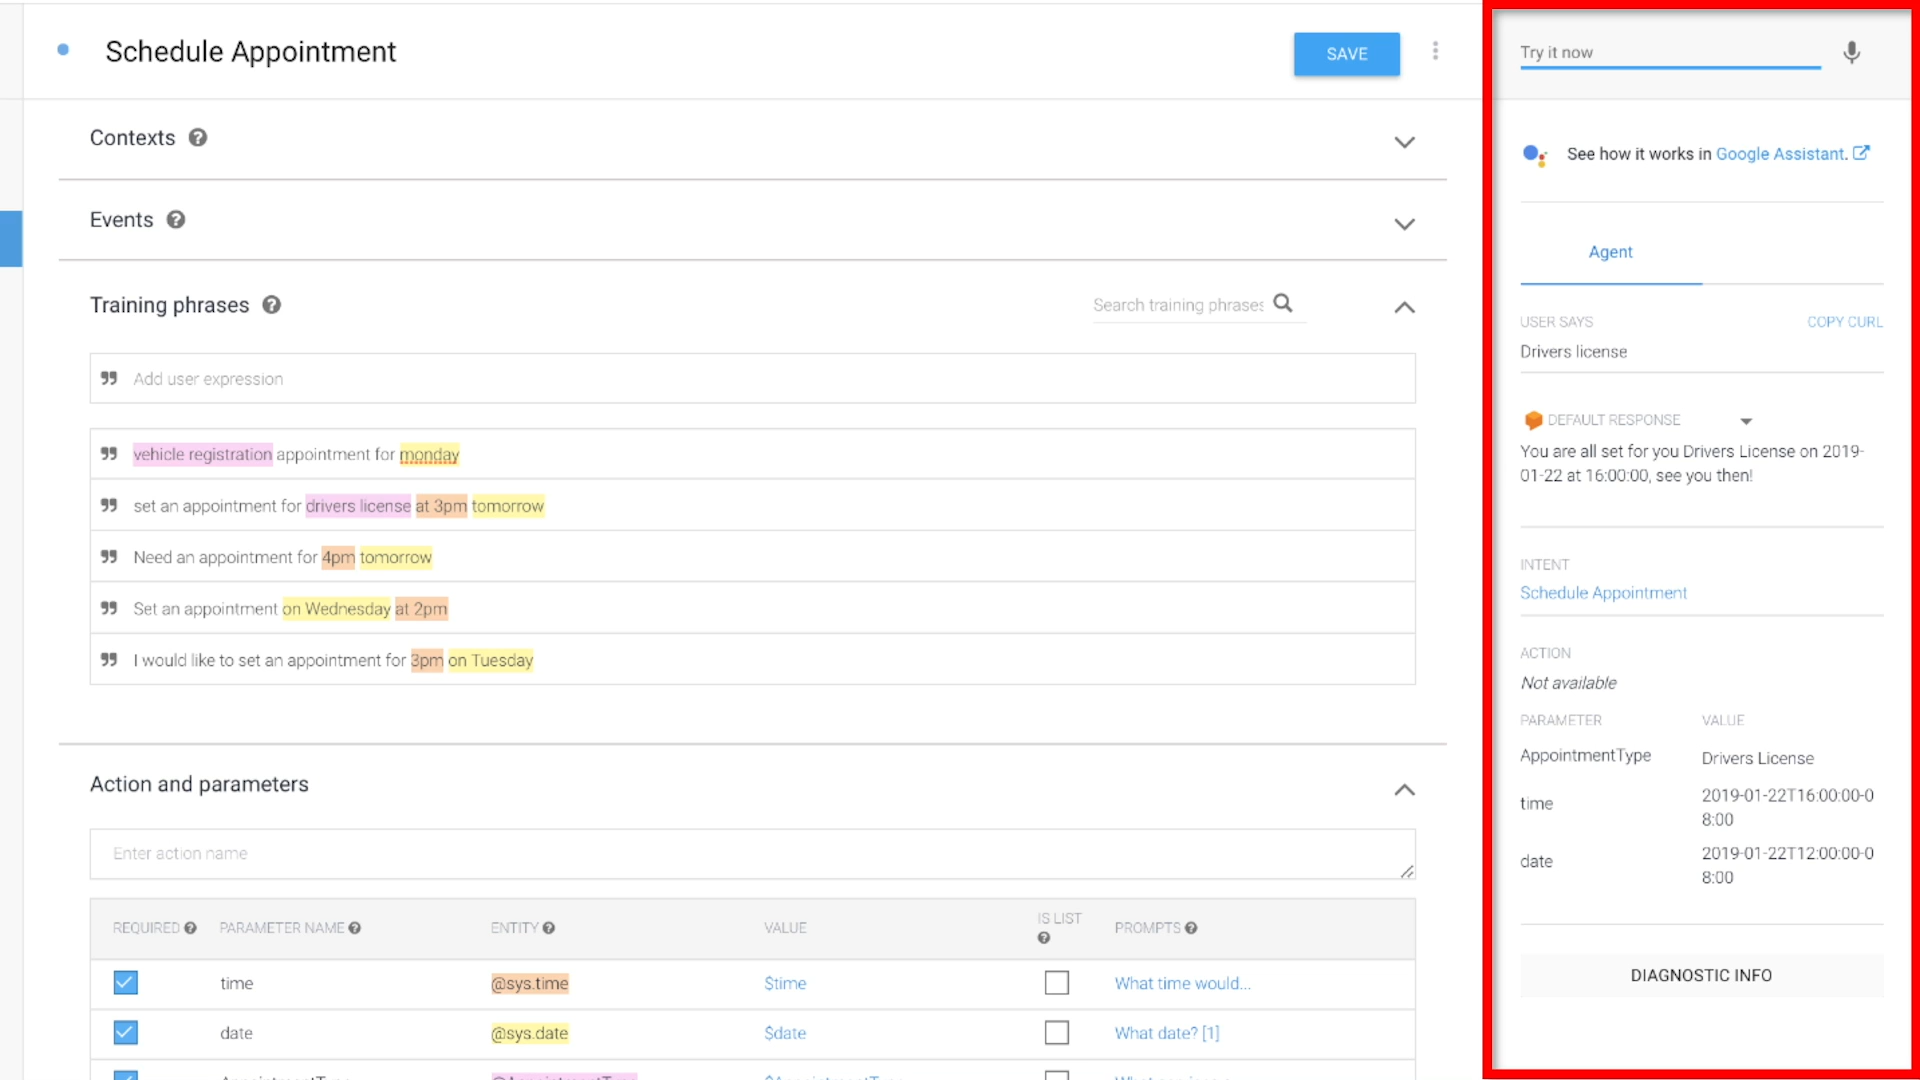 Schedule Appointment
SAVE
Contexts
Events
Training phrases
Search training phrases
Add user expression
vehicle registration appointment for monday
set an appointment for drivers license at 3pm tomorrow
Need an appointment for 4pm tomorrow
Set an appointment on Wednesday at 2pm
I would like to set an appointment for 3pm on Tuesday
Action and parameters
Enter action name
REQUIRED PARAMETER NAME ENTITY VALUE IS LIST PROMPTS
time @sys.time $time What time would...
date @sys.date $date What date? [1]
Try it now
See how it works in Google Assistant.
Agent
USER SAYS COPY CURL
Drivers license
DEFAULT RESPONSE
You are all set for you Drivers License on 2019-
01-22 at 16:00:00, see you then!
INTENT
Schedule Appointment
ACTION
Not available
PARAMETER VALUE
AppointmentType Drivers License
time 2019-01-22T16:00:00-0
8:00
date 2019-01-22T12:00:00-0
8:00
DIAGNOSTIC INFO